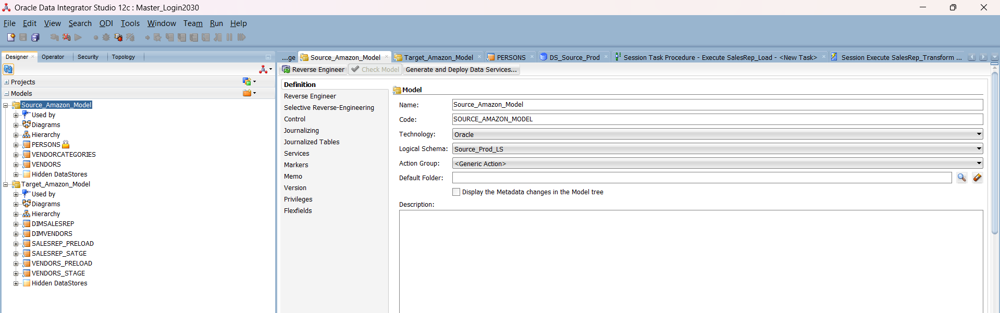 Oracle Data Integrator Studio 12c : Master_Login2030
File Edit View Search ODI Tools Window Team Run Help
Designer Operator Security Topology
...ge Source_Amazon_Model Target_Amazon_Model PERSONS DS_Source_Prod Session Task Procedure - Execute SalesRep_Load - <New Task> Session Execute SalesRep_Transform ...
Reverse Engineer Check Model Generate and Deploy Data Services...
Projects
Models
Source_Amazon_Model
Used by
Diagrams
Hierarchy
PERSONS
VENDORCATEGORIES
VENDORS
Hidden DataStores
Target_Amazon_Model
Used by
Diagrams
Hierarchy
DIMSALESREP
DIMVENDORS
SALESREP_PRELOAD
SALESREP_SATGE
VENDORS_PRELOAD
VENDORS_STAGE
Hidden DataStores
Definition
Reverse Engineer
Selective Reverse-Engineering
Control
Journalizing
Journalized Tables
Services
Markers
Memo
Version
Privileges
Flexfields
Model
Name: Source_Amazon_Model
Code: SOURCE_AMAZON_MODEL
Technology: Oracle
Logical Schema: Source_Prod_LS
Action Group: <Generic Action>
Default Folder:
Display the Metadata changes in the Model tree
Description: